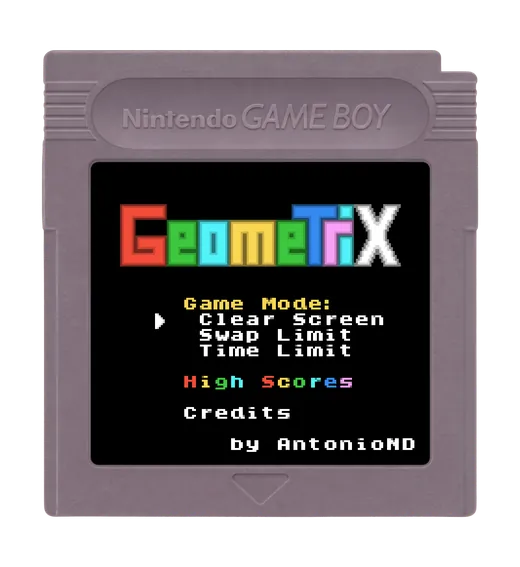 Nintendo GAME BOY
GeometriX
Game Mode:
Clear Screen
Swap Limit
Time Limit
High Scores
Credits
by AntonioND